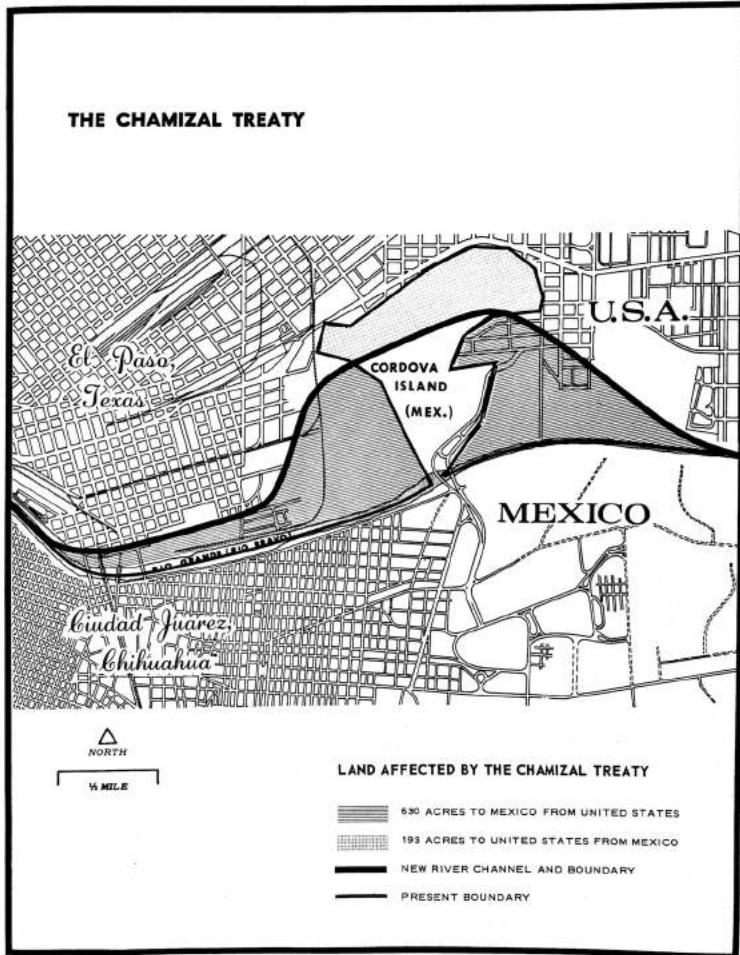 THE CHAMIZAL TREATY
U.S.A.
El Paso,
Texas
CORDOVA
ISLAND
(MEX.)
MEXICO
RIO GRANDE (RIO BRAVO)
Ciudad Juarez,
Chihuahua
NORTH
½ MILE
LAND AFFECTED BY THE CHAMIZAL TREATY
630 ACRES TO MEXICO FROM UNITED STATES
193 ACRES TO UNITED STATES FROM MEXICO
NEW RIVER CHANNEL AND BOUNDARY
PRESENT BOUNDARY